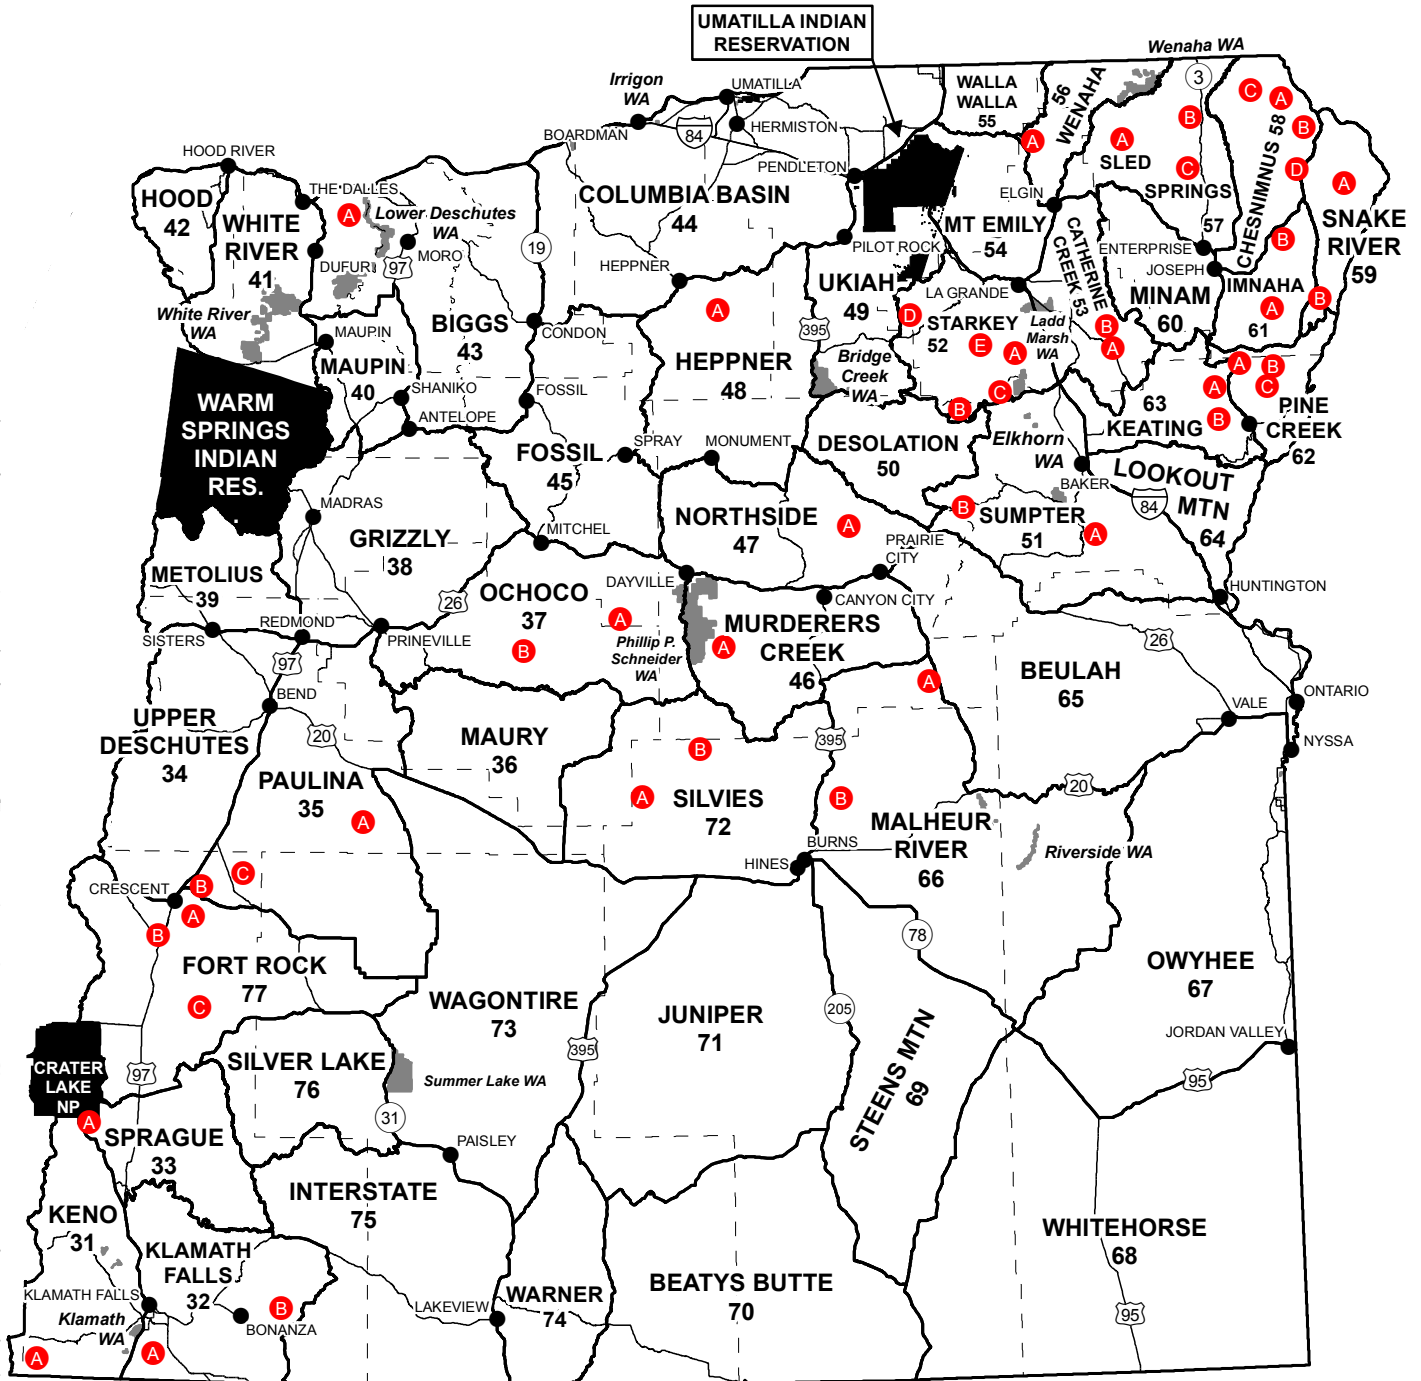 UMATILLA INDIAN
RESERVATION
Wenaha WA
Irrigon
WA
UMATILLA
WALLA
WALLA
55
56
WENAHA
3
C
A
B
BOARDMAN
84
HERMISTON
A
A
B
SLED
C
SPRINGS
57
CHESNIMNUS 58
D
A
SNAKE
RIVER
59
HOOD RIVER
PENDLETON
ELGIN
HOOD
42
THE DALLES
WHITE
RIVER
41
A
Lower Deschutes
WA
COLUMBIA BASIN
44
MT EMILY
54
CATHERINE
CREEK 53
ENTERPRISE
JOSEPH
B
DUFUR
97
MORO
19
PILOT ROCK
HEPPNER
UKIAH
49
LA GRANDE
MINAM
60
IMNAHA
A
61
B
White River
WA
BIGGS
43
CONDON
A
395
D
STARKEY
52
E
A
Ladd
Marsh
WA
B
A
MAUPIN
MAUPIN
40
HEPPNER
48
Bridge
Creek
WA
C
B
A
B
A
C
B
SHANIKO
FOSSIL
ANTELOPE
63
KEATING
PINE
CREEK
62
WARM
SPRINGS
INDIAN
RES.
FOSSIL
45
SPRAY
MONUMENT
DESOLATION
50
Elkhorn
WA
BAKER
LOOKOUT
MTN
64
84
MADRAS
GRIZZLY
38
MITCHEL
NORTHSIDE
47
A
PRAIRIE
CITY
B
SUMPTER
51
A
METOLIUS
39
26
OCHOCO
37
A
B
DAYVILLE
CANYON CITY
HUNTINGTON
SISTERS
REDMOND
PRINEVILLE
Phillip P.
Schneider
WA
A
MURDERERS
CREEK
46
A
26
BEULAH
65
97
BEND
ONTARIO
VALE
NYSSA
UPPER
DESCHUTES
34
20
MAURY
36
B
395
PAULINA
35
A
A
SILVIES
72
B
20
MALHEUR
RIVER
66
BURNS
HINES
Riverside WA
CRESCENT
B
C
A
B
FORT ROCK
77
C
78
OWYHEE
67
WAGONTIRE
73
JUNIPER
71
205
JORDAN VALLEY
CRATER
LAKE
NP
97
SILVER LAKE
76
Summer Lake WA
395
STEENS MTN
69
95
A
31
SPRAGUE
33
PAISLEY
KENO
31
INTERSTATE
75
KLAMATH
FALLS
32
WHITEHORSE
68
KLAMATH FALLS
Klamath
WA
B
BONANZA
LAKEVIEW
WARNER
74
BEATYS BUTTE
70
95
A
A